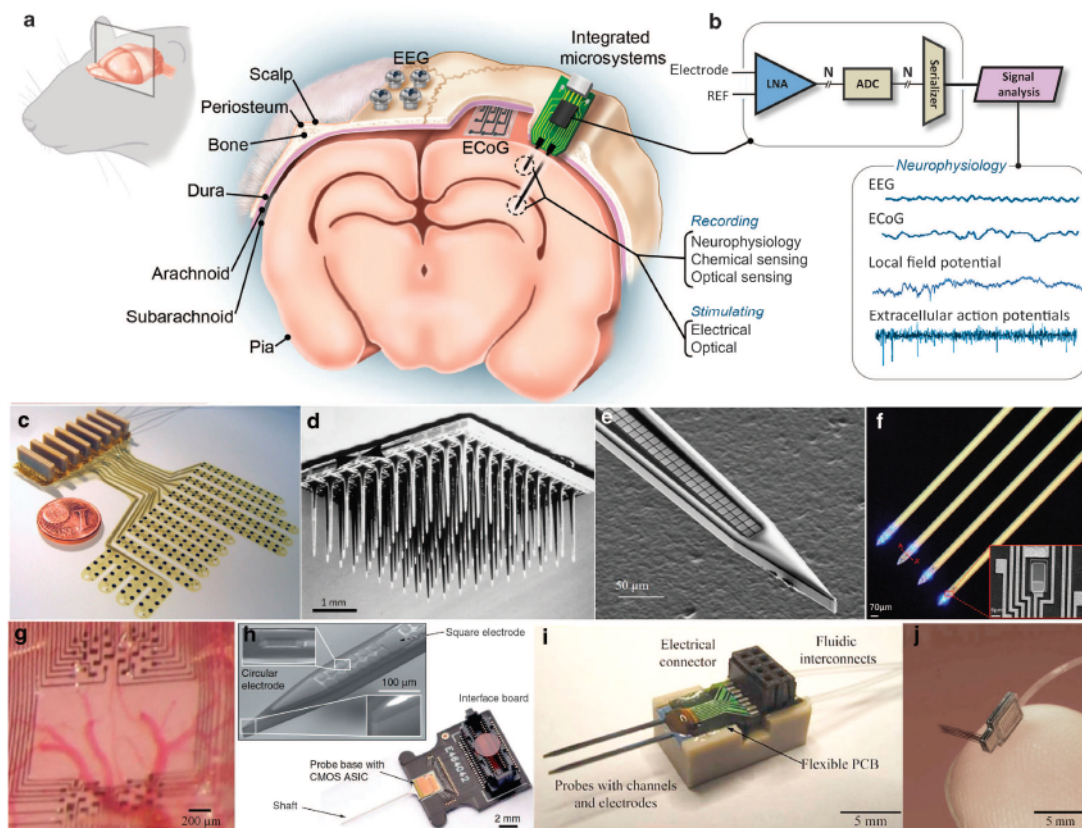 a
Scalp
Periosteum
Bone
Dura
Arachnoid
Subarachnoid
Pia
EEG
ECoG
Integrated
microsystems
Recording
Neurophysiology
Chemical sensing
Optical sensing
Stimulating
Electrical
Optical
b
Electrode
REF
LNA
N
ADC
N
Serializer
Signal
analysis
Neurophysiology
EEG
ECoG
Local field potential
Extracellular action potentials
c
d
1 mm
e
50 µm
f
70µm
g
200 µm
h
Square electrode
Circular
electrode
100 µm
Interface board
E464042
Probe base with
CMOS ASIC
Shaft
2 mm
i
Electrical
connector
Fluidic
interconnects
Flexible PCB
Probes with channels
and electrodes
5 mm
j
5 mm